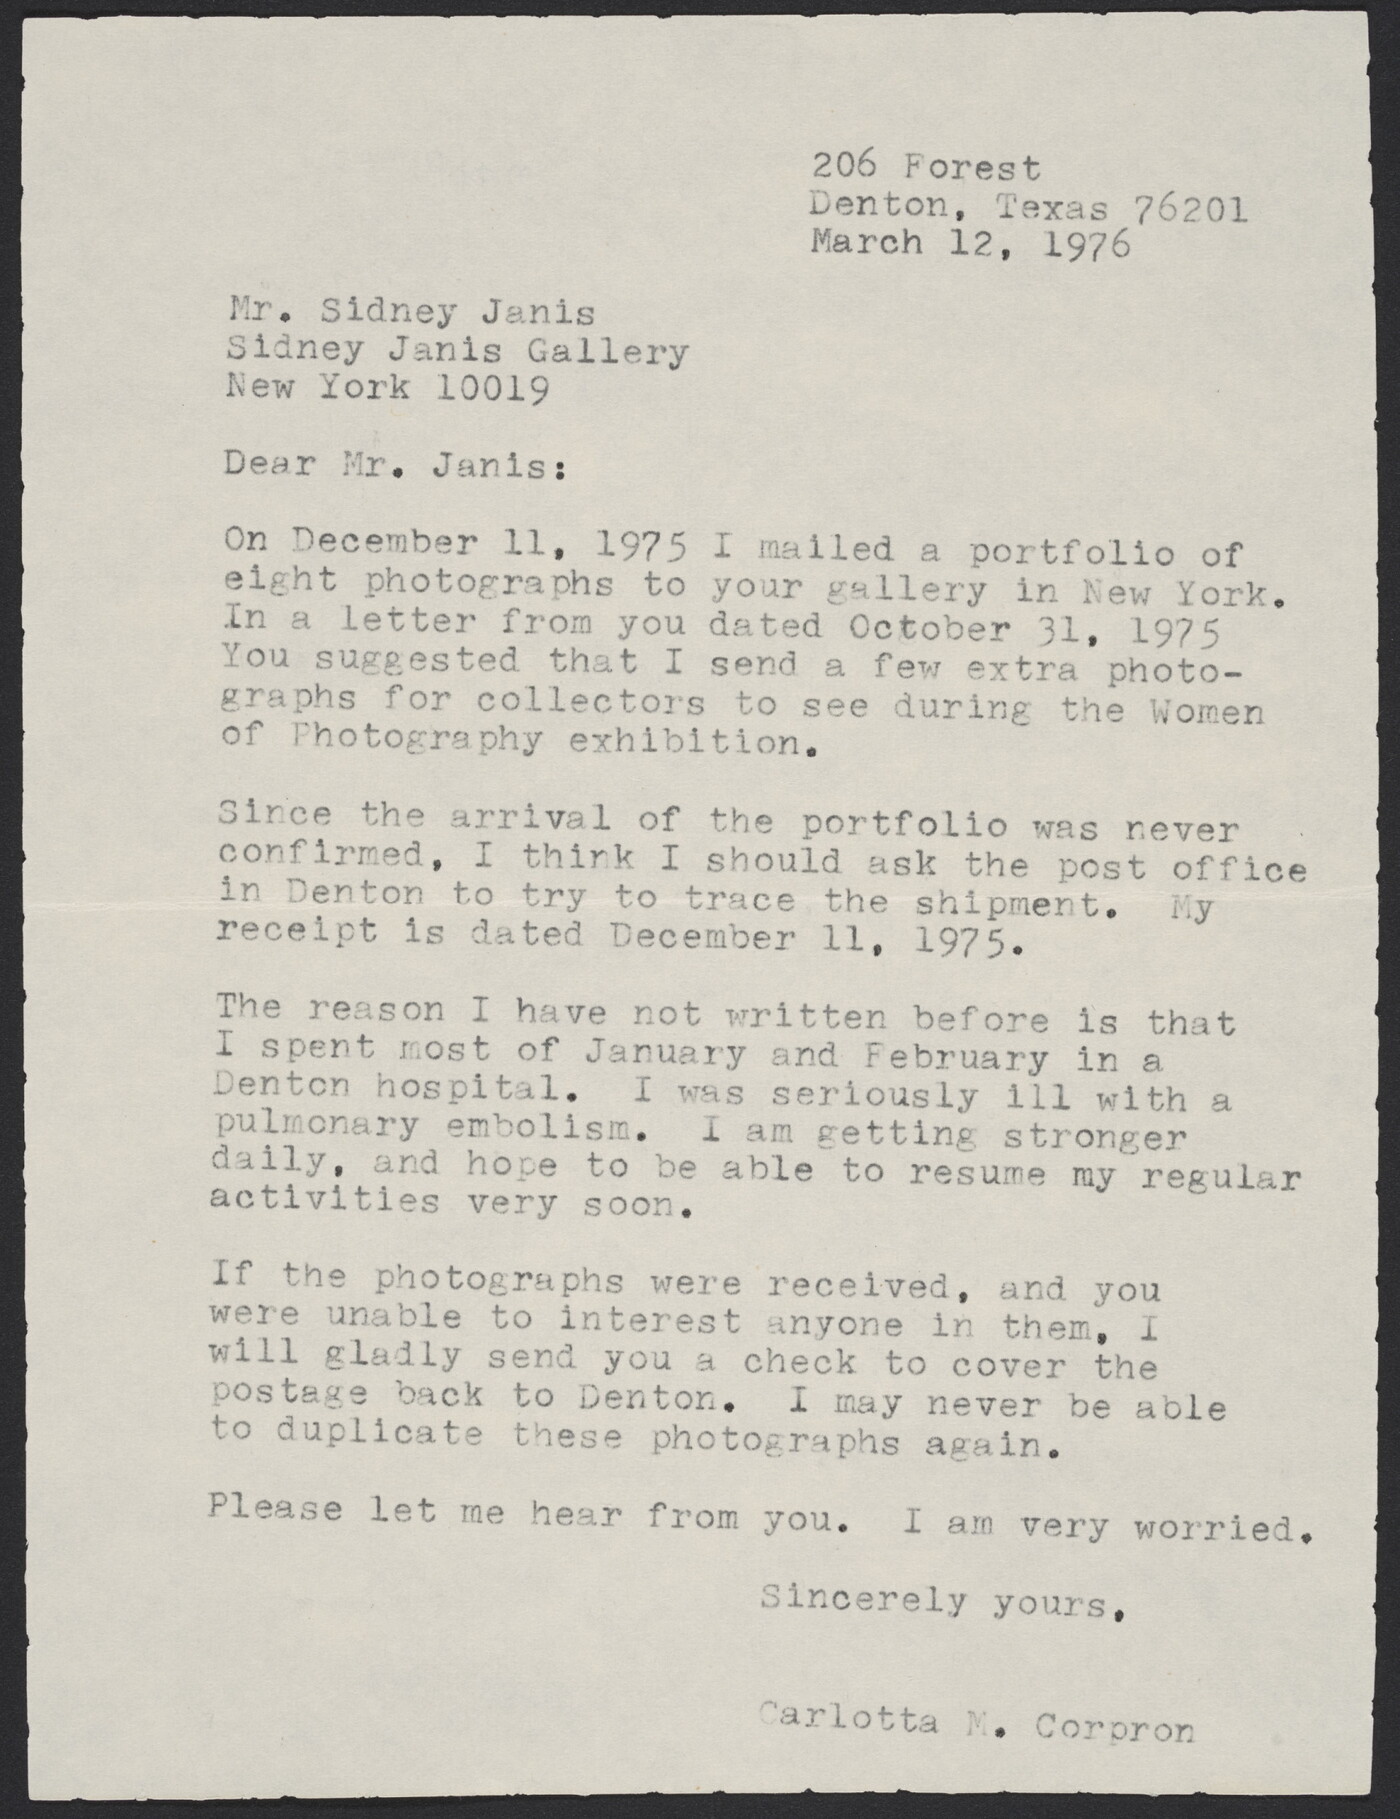 206 Forest
Denton, Texas 76201
March 12, 1976
Mr. Sidney Janis
Sidney Janis Gallery
New York 10019
Dear Mr. Janis:
On December 11, 1975 I mailed a portfolio of
eight photographs to your gallery in New York.
In a letter from you dated October 31, 1975
You suggested that I send a few extra photo-
graphs for collectors to see during the Women
of Photography exhibition.
Since the arrival of the portfolio was never
confirmed, I think I should ask the post office
in Denton to try to trace the shipment. My
receipt is dated December 11, 1975.
The reason I have not written before is that
I spent most of January and February in a
Denton hospital. I was seriously ill with a
pulmonary embolism. I am getting stronger
daily, and hope to be able to resume my regular
activities very soon.
If the photographs were received, and you
were unable to interest anyone in them, I
will gladly send you a check to cover the
postage back to Denton. I may never be able
to duplicate these photographs again.
Please let me hear from you. I am very worried.
Sincerely yours,
Carlotta M. Corpron